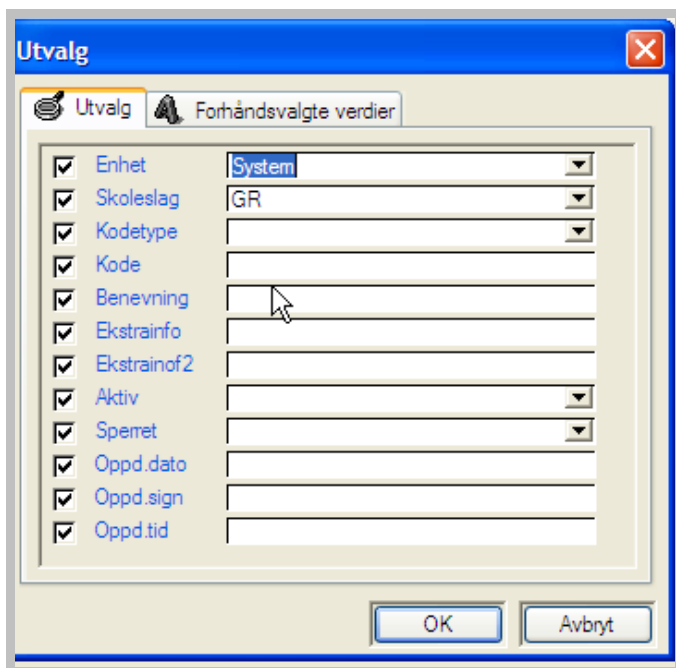 Utvalg
Utvalg Forhåndsvalgte verdier
Enhet System
Skoleslag GR
Kodetype
Kode
Benevning
Ekstrainfo
Ekstrainof2
Aktiv
Sperret
Oppd.dato
Oppd.sign
Oppd.tid
OK Avbryt